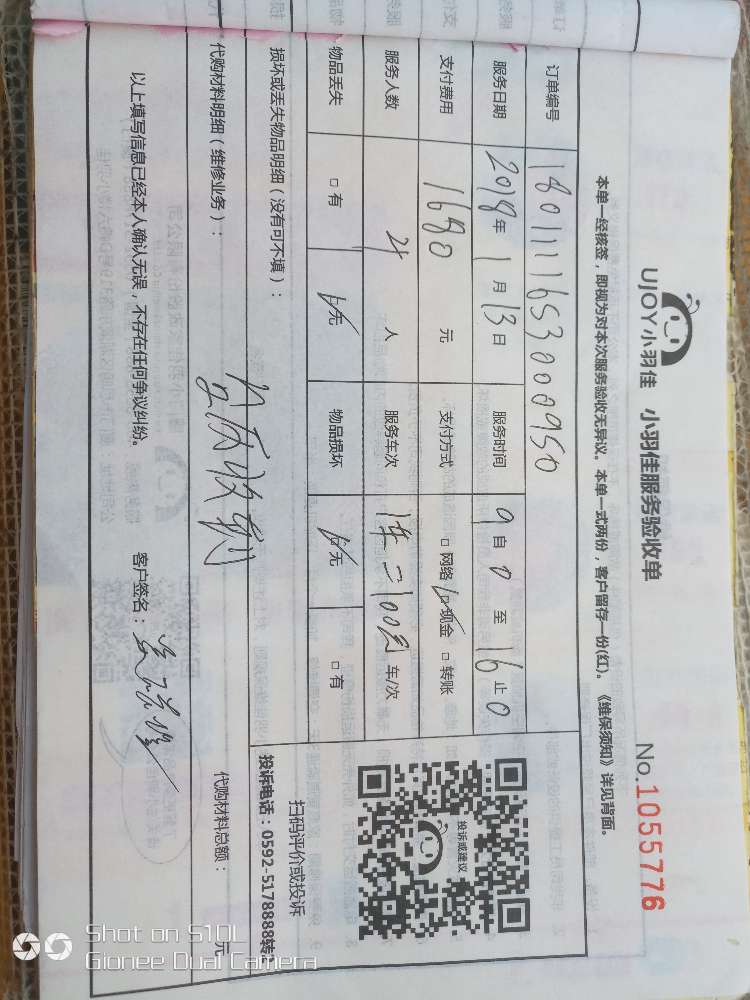 UJOY小羽佳 小羽佳服务验收单
No.1055776
本单一经核签，即视为对本次服务验收无异议。本单一式两份，客户留存一份(红)。《维保须知》详见背面。
订单编号 1801111653000950
服务日期 2018年1月13日 服务时间 9自0至16止0
支付费用 1680元 支付方式 □网络 ☑现金 □转账
服务人数 4人 服务车次 1车二100元 车/次
物品丢失 □有 ☑无 物品损坏 ☑无 □有
损坏或丢失物品明细（没有可不填）：
代购材料明细（维修业务）：
代购材料总额： 元
以上填写信息已经本人确认无误，不存在任何争议纠纷。 客户签名：
投诉或建议
扫码评价或投诉
投诉电话：0592-5178888转
Shot on S10L
Gionee Dual Camera